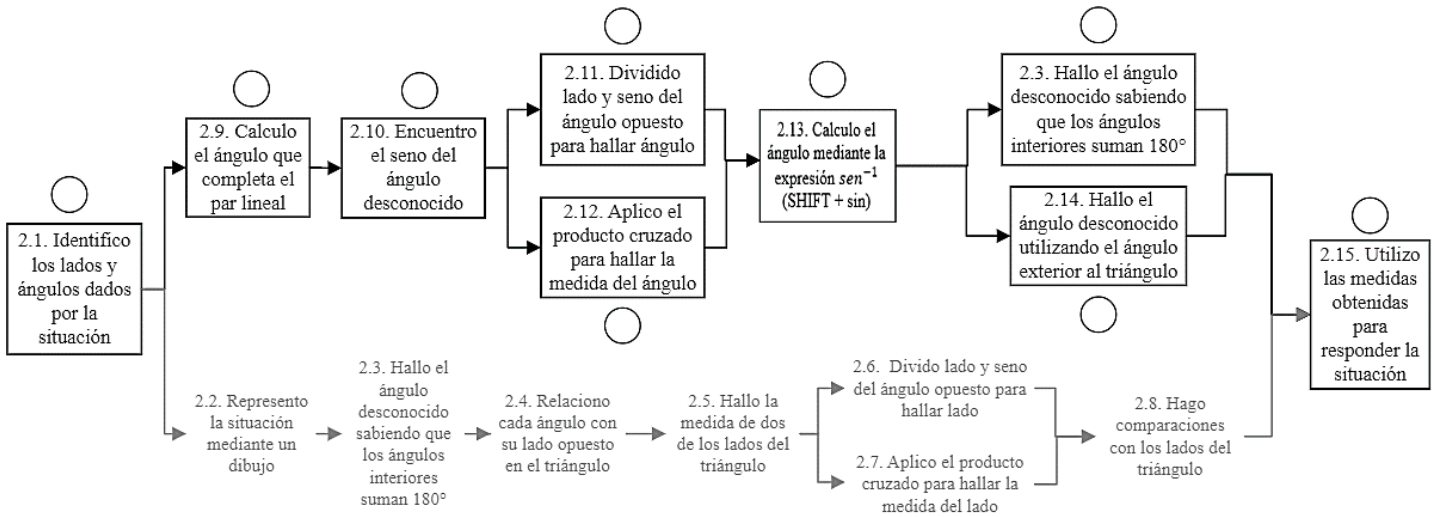 2.1. Identifico
los lados y
ángulos dados
por la
situación
2.9. Calculo
el ángulo que
completa el
par lineal
2.10. Encuentro
el seno del
ángulo
desconocido
2.11. Dividido
lado y seno del
ángulo opuesto
para hallar ángulo
2.12. Aplico el
producto cruzado
para hallar la
medida del ángulo
2.13. Calculo el
ángulo mediante la
expresión sen⁻¹
(SHIFT + sin)
2.3. Hallo el ángulo
desconocido sabiendo
que los ángulos
interiores suman 180°
2.14. Hallo el
ángulo desconocido
utilizando el ángulo
exterior al triángulo
2.15. Utilizo
las medidas
obtenidas
para
responder la
situación
2.2. Represento
la situación
mediante un
dibujo
2.3. Hallo el
ángulo
desconocido
sabiendo que
los ángulos
interiores
suman 180°
2.4. Relaciono
cada ángulo con
su lado opuesto
en el triángulo
2.5. Hallo la
medida de dos
de los lados del
triángulo
2.6. Divido lado y seno
del ángulo opuesto para
hallar lado
2.7. Aplico el producto
cruzado para hallar la
medida del lado
2.8. Hago
comparaciones
con los lados del
triángulo